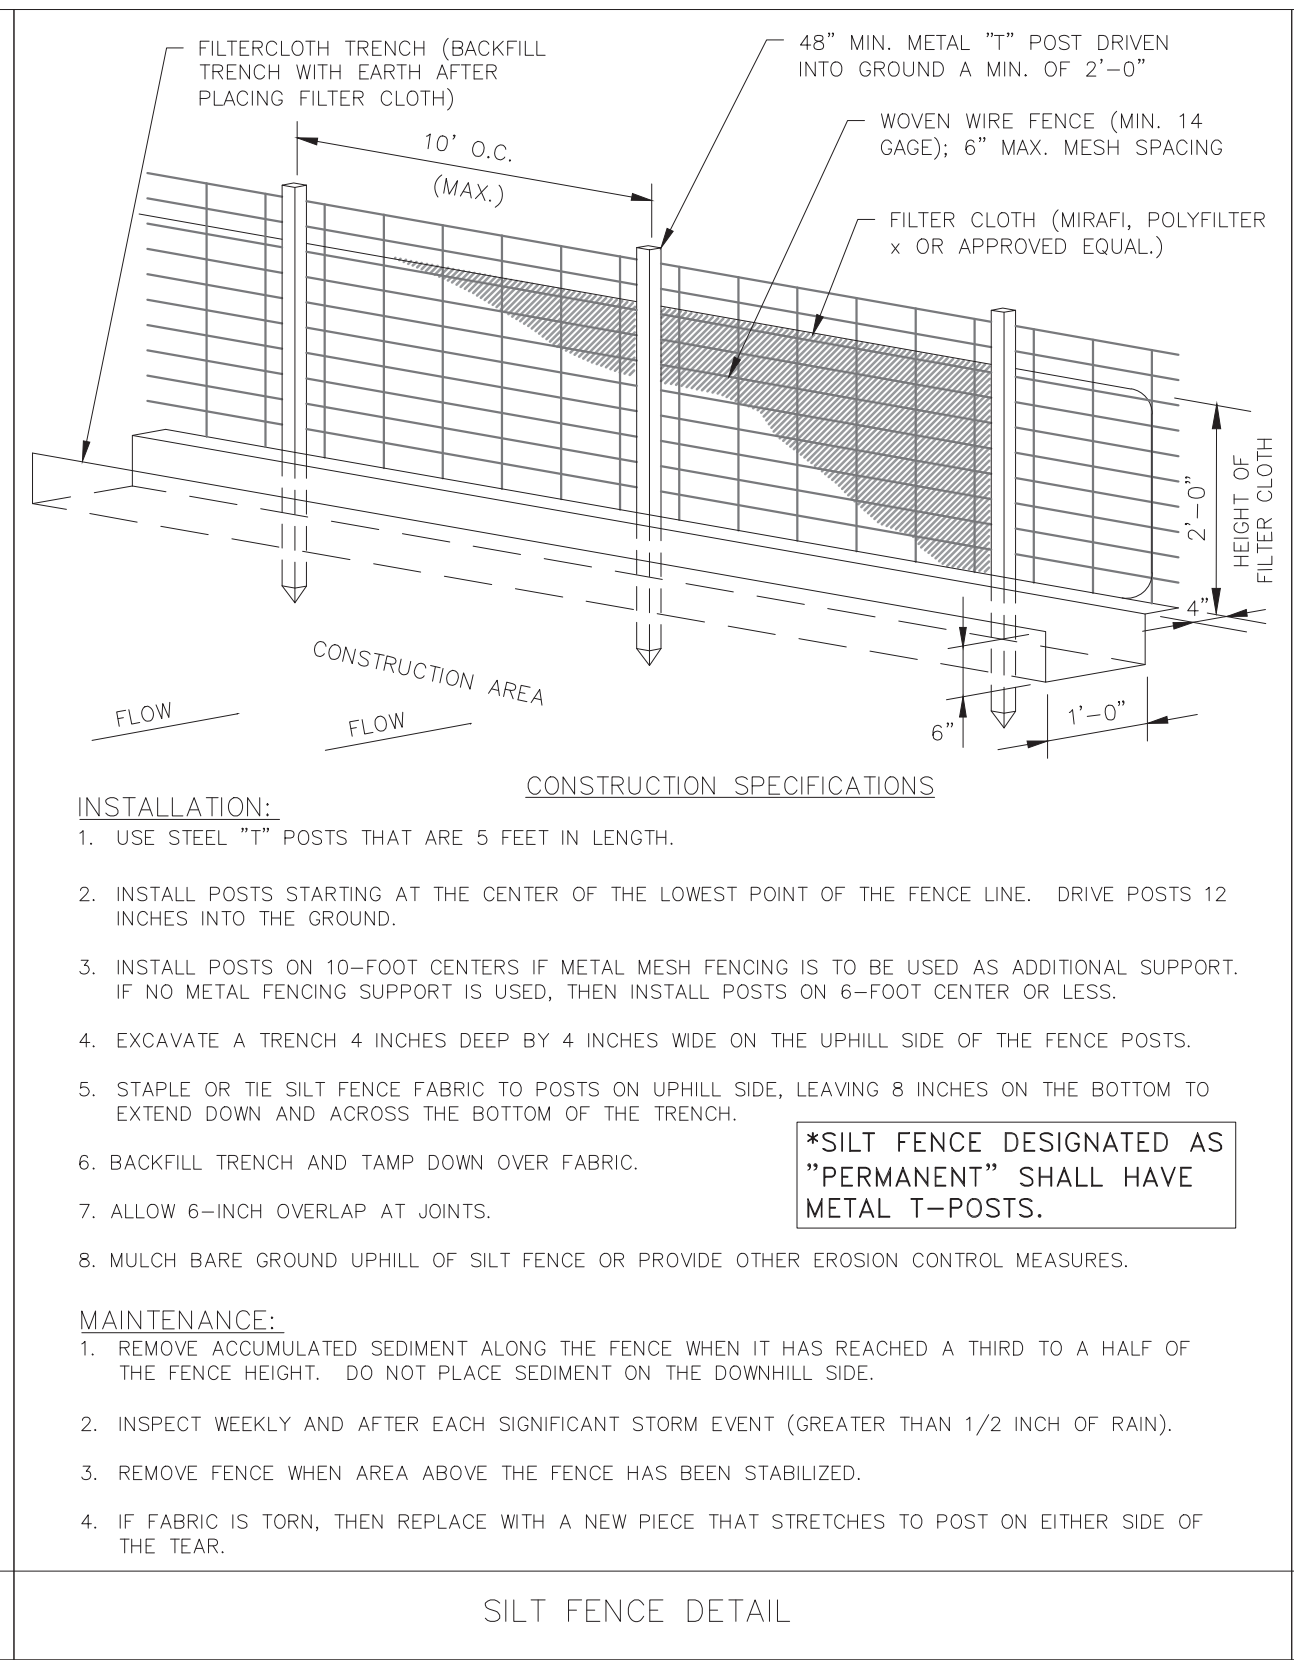 FILTERCLOTH TRENCH (BACKFILL
TRENCH WITH EARTH AFTER
PLACING FILTER CLOTH)
48” MIN. METAL ”T” POST DRIVEN
INTO GROUND A MIN. OF 2’–0”
WOVEN WIRE FENCE (MIN. 14
GAGE); 6” MAX. MESH SPACING
10’ O.C.
(MAX.)
FILTER CLOTH (MIRAFI, POLYFILTER
x OR APPROVED EQUAL.)
2’–0”
HEIGHT OF
FILTER CLOTH
4”
CONSTRUCTION AREA
FLOW
FLOW
6”
1’–0”
CONSTRUCTION SPECIFICATIONS
INSTALLATION:
1. USE STEEL ”T” POSTS THAT ARE 5 FEET IN LENGTH.
2. INSTALL POSTS STARTING AT THE CENTER OF THE LOWEST POINT OF THE FENCE LINE. DRIVE POSTS 12
INCHES INTO THE GROUND.
3. INSTALL POSTS ON 10–FOOT CENTERS IF METAL MESH FENCING IS TO BE USED AS ADDITIONAL SUPPORT.
IF NO METAL FENCING SUPPORT IS USED, THEN INSTALL POSTS ON 6–FOOT CENTER OR LESS.
4. EXCAVATE A TRENCH 4 INCHES DEEP BY 4 INCHES WIDE ON THE UPHILL SIDE OF THE FENCE POSTS.
5. STAPLE OR TIE SILT FENCE FABRIC TO POSTS ON UPHILL SIDE, LEAVING 8 INCHES ON THE BOTTOM TO
EXTEND DOWN AND ACROSS THE BOTTOM OF THE TRENCH.
6. BACKFILL TRENCH AND TAMP DOWN OVER FABRIC.
7. ALLOW 6–INCH OVERLAP AT JOINTS.
*SILT FENCE DESIGNATED AS
”PERMANENT” SHALL HAVE
METAL T–POSTS.
8. MULCH BARE GROUND UPHILL OF SILT FENCE OR PROVIDE OTHER EROSION CONTROL MEASURES.
MAINTENANCE:
1. REMOVE ACCUMULATED SEDIMENT ALONG THE FENCE WHEN IT HAS REACHED A THIRD TO A HALF OF
THE FENCE HEIGHT. DO NOT PLACE SEDIMENT ON THE DOWNHILL SIDE.
2. INSPECT WEEKLY AND AFTER EACH SIGNIFICANT STORM EVENT (GREATER THAN 1/2 INCH OF RAIN).
3. REMOVE FENCE WHEN AREA ABOVE THE FENCE HAS BEEN STABILIZED.
4. IF FABRIC IS TORN, THEN REPLACE WITH A NEW PIECE THAT STRETCHES TO POST ON EITHER SIDE OF
THE TEAR.
SILT FENCE DETAIL